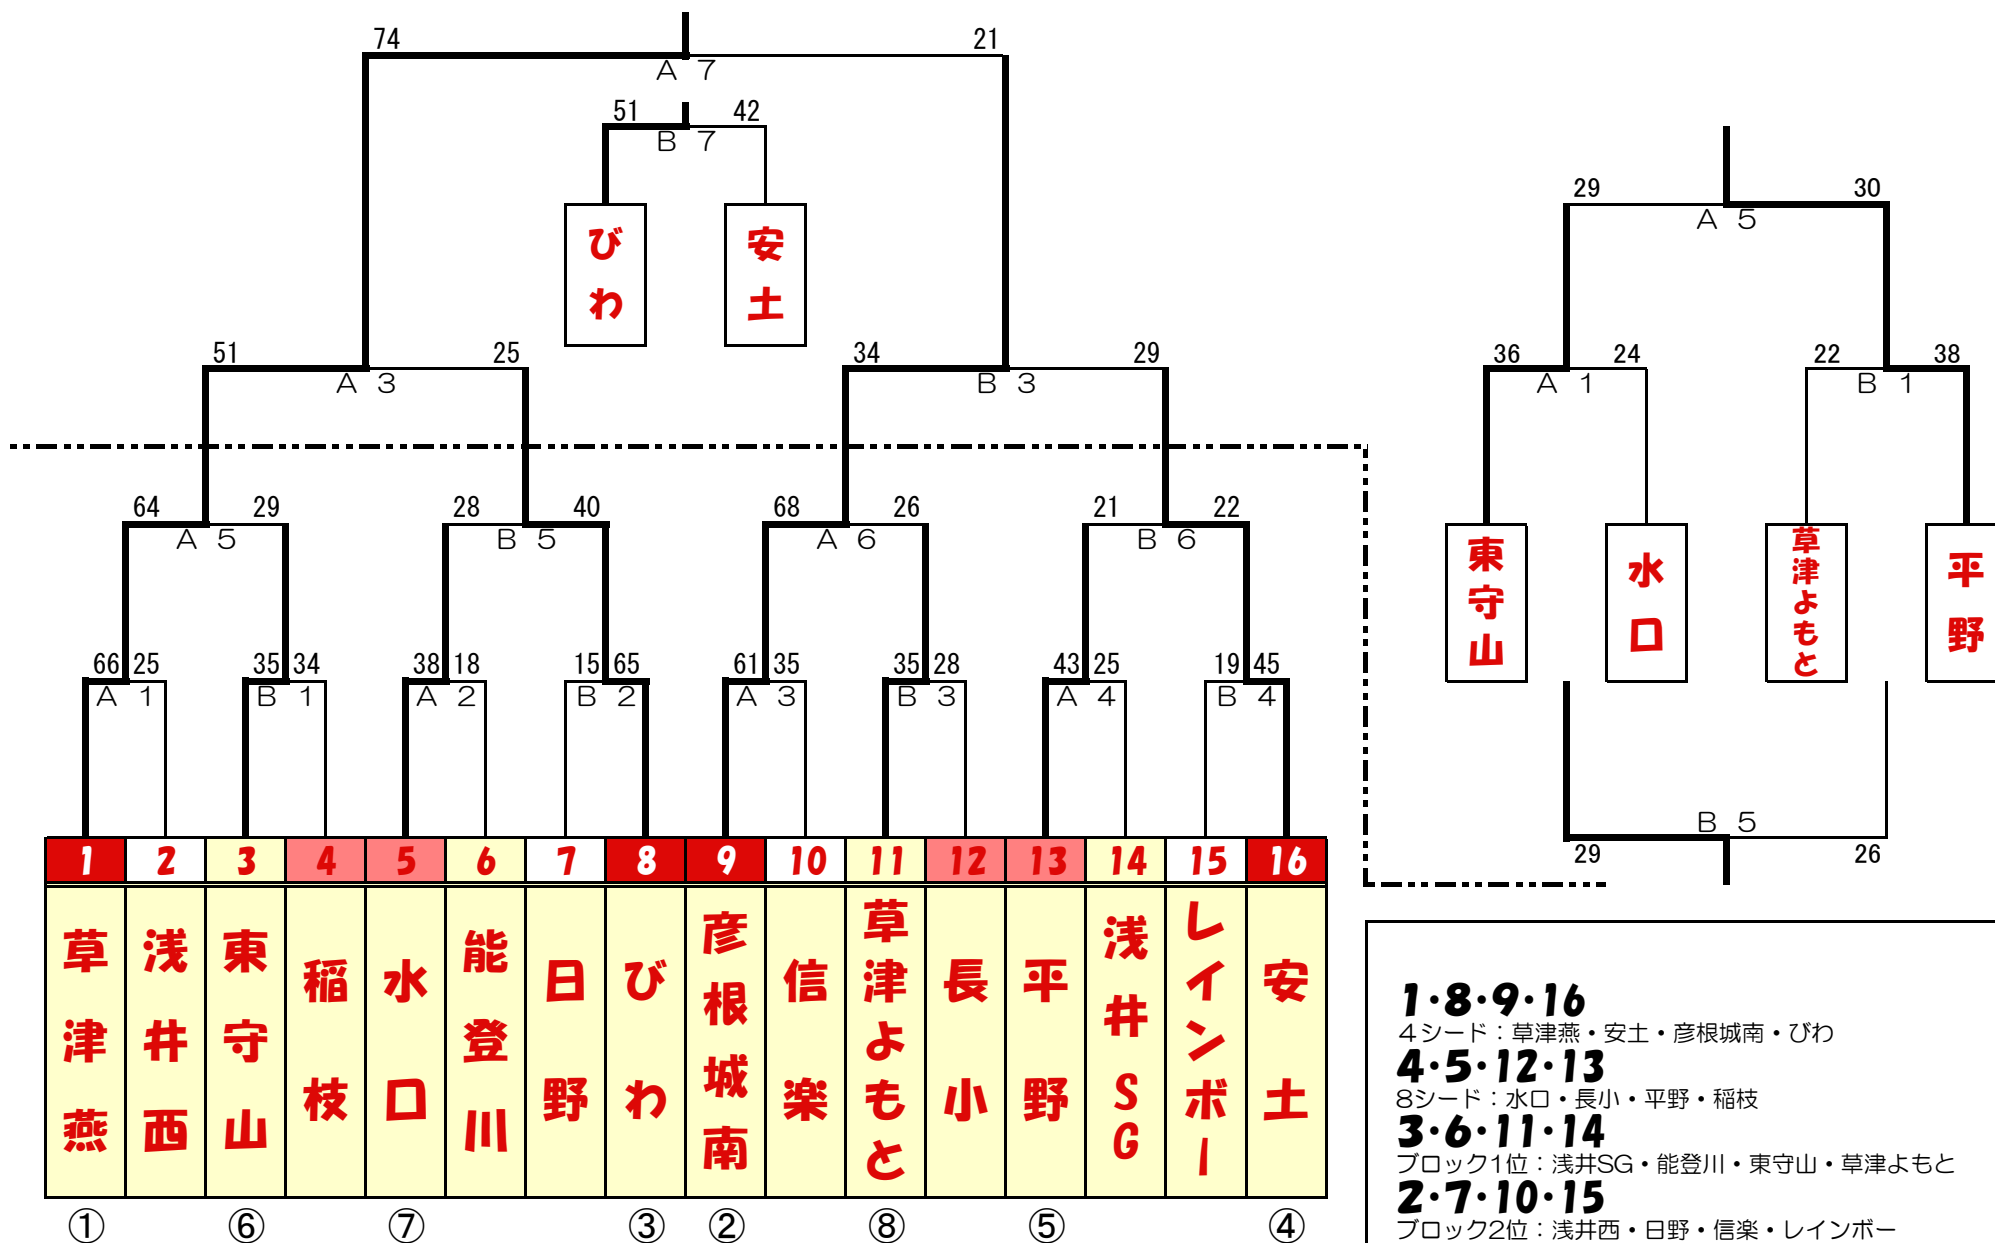 74 21
A 7
51 42
B 7
びわ 安土
29 30
A 5
51 25 34 29
A 3 B 3
36 24 22 38
A 1 B 1
64 29 28 40 68 26 21 22
A 5 B 5 A 6 B 6
東守山 水口 草津よもと 平野
66 25 35 34 38 18 15 65 61 35 35 28 43 25 19 45
A 1 B 1 A 2 B 2 A 3 B 3 A 4 B 4
B 5
29 26
1 2 3 4 5 6 7 8 9 10 11 12 13 14 15 16
草津燕 浅井西 東守山 稲枝 水口 能登川 日野 びわ 彦根城南 信楽 草津よもと 長小 平野 浅井SG レインボー 安土
① ⑥ ⑦ ③ ② ⑧ ⑤ ④
1・8・9・16
4シード：草津燕・安土・彦根城南・びわ
4・5・12・13
8シード：水口・長小・平野・稲枝
3・6・11・14
ブロック1位：浅井SG・能登川・東守山・草津よもと
2・7・10・15
ブロック2位：浅井西・日野・信楽・レインボー